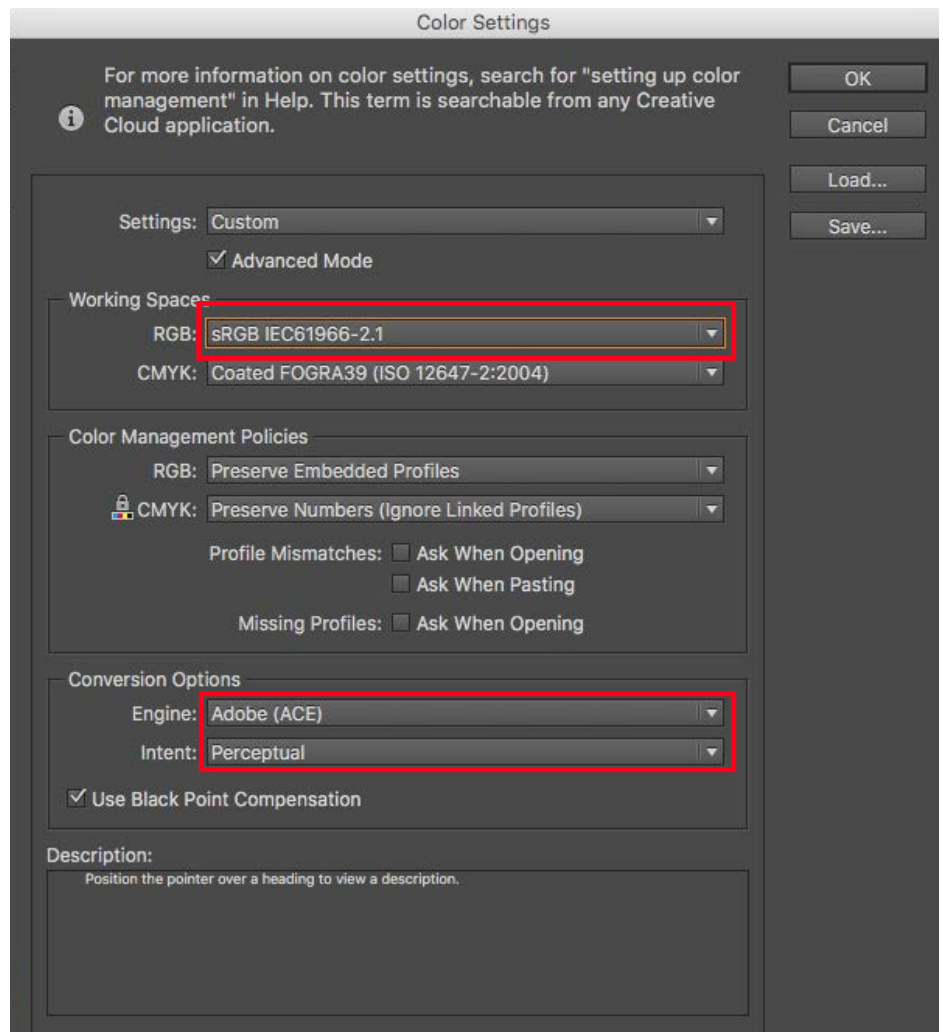 Color Settings
For more information on color settings, search for "setting up color
management" in Help. This term is searchable from any Creative
Cloud application.
OK
Cancel
Load...
Save...
Settings: Custom
Advanced Mode
Working Spaces
RGB: sRGB IEC61966-2.1
CMYK: Coated FOGRA39 (ISO 12647-2:2004)
Color Management Policies
RGB: Preserve Embedded Profiles
CMYK: Preserve Numbers (Ignore Linked Profiles)
Profile Mismatches: Ask When Opening
Ask When Pasting
Missing Profiles: Ask When Opening
Conversion Options
Engine: Adobe (ACE)
Intent: Perceptual
Use Black Point Compensation
Description:
Position the pointer over a heading to view a description.